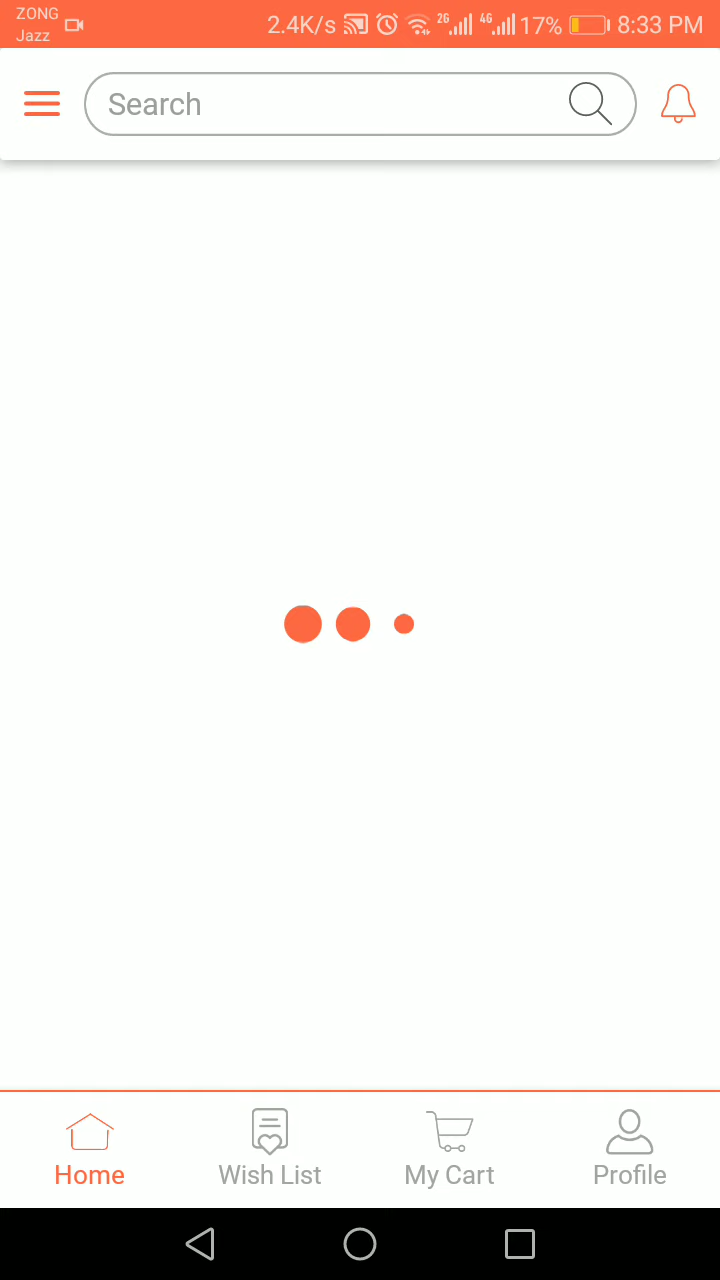 ZONG
Jazz
2.4K/s 2G 4G 17% 8:33 PM
Search
Home Wish List My Cart Profile